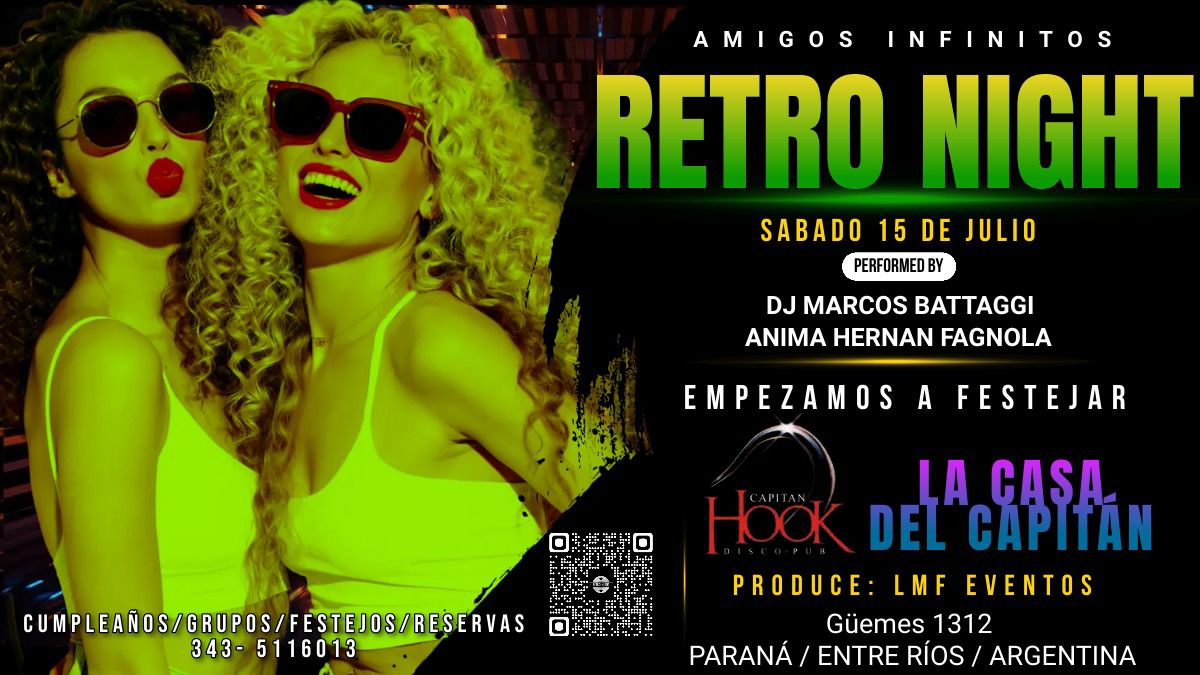 AMIGOS INFINITOS
RETRO NIGHT
SABADO 15 DE JULIO
PERFORMED BY
DJ MARCOS BATTAGGI
ANIMA HERNAN FAGNOLA
EMPEZAMOS A FESTEJAR
CAPITAN
HOOK
DISCO-PUB
LA CASA
DEL CAPITÁN
PRODUCE: LMF EVENTOS
Güemes 1312
PARANÁ / ENTRE RÍOS / ARGENTINA
CUMPLEAÑOS/GRUPOS/FESTEJOS/RESERVAS
343- 5116013